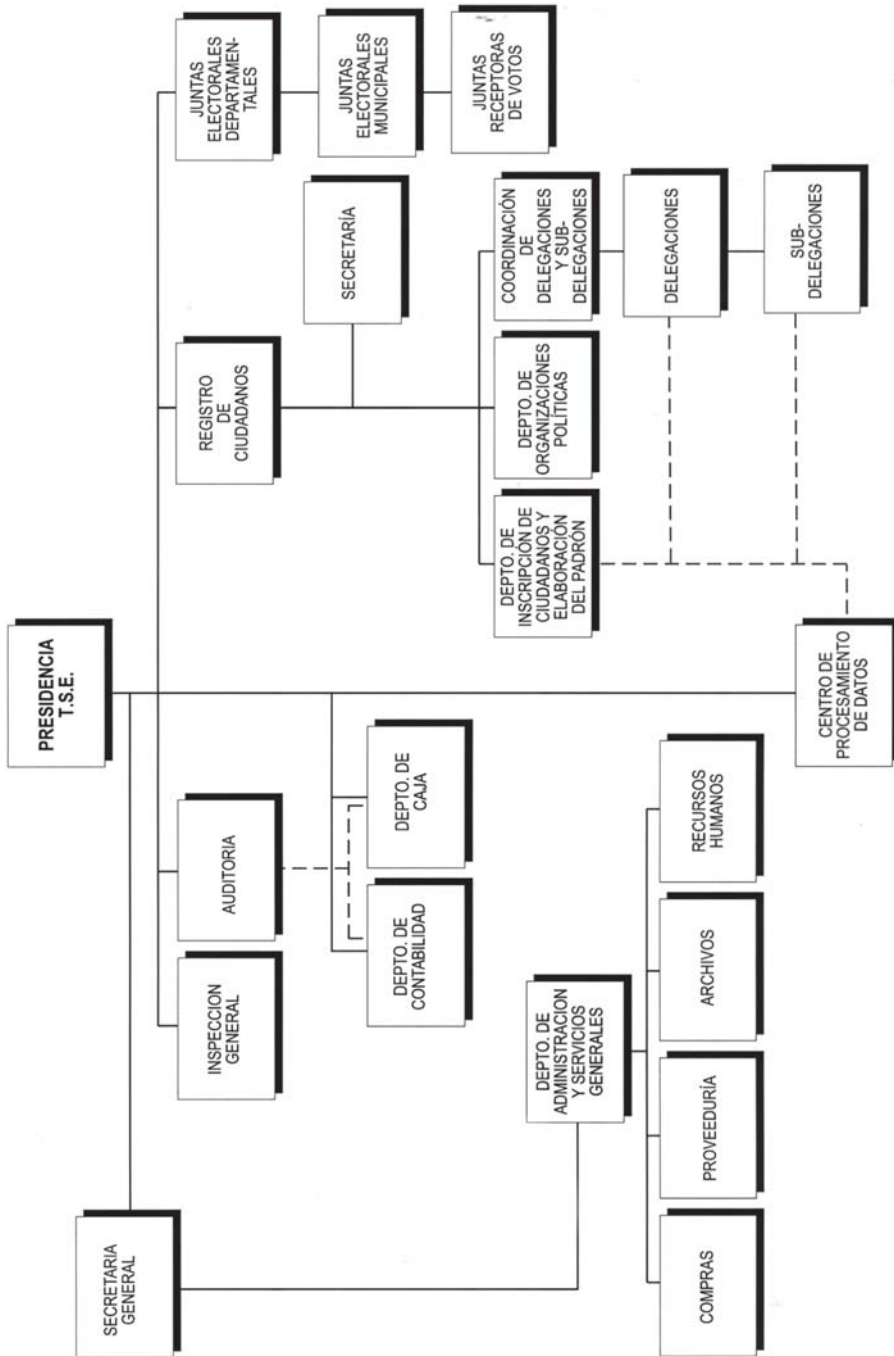 PRESIDENCIA
T.S.E.
SECRETARIA
GENERAL
INSPECCION
GENERAL
AUDITORIA
REGISTRO
DE
CIUDADANOS
JUNTAS
ELECTORALES
DEPARTAMEN-
TALES
SECRETARÍA
JUNTAS
ELECTORALES
MUNICIPALES
DEPTO. DE
CONTABILIDAD
DEPTO. DE
CAJA
JUNTAS
RECEPTORAS
DE VOTOS
DEPTO. DE
ADMINISTRACION
Y SERVICIOS
GENERALES
DEPTO. DE
INSCRIPCIÓN DE
CIUDADANOS Y
ELABORACIÓN
DEL PADRÓN
DEPTO. DE
ORGANIZACIONES
POLÍTICAS
COORDINACIÓN
DE
DELEGACIONES
Y SUB-
DELEGACIONES
DELEGACIONES
COMPRAS
PROVEEDURÍA
ARCHIVOS
RECURSOS
HUMANOS
SUB-
DELEGACIONES
CENTRO DE
PROCESAMIENTO
DE DATOS